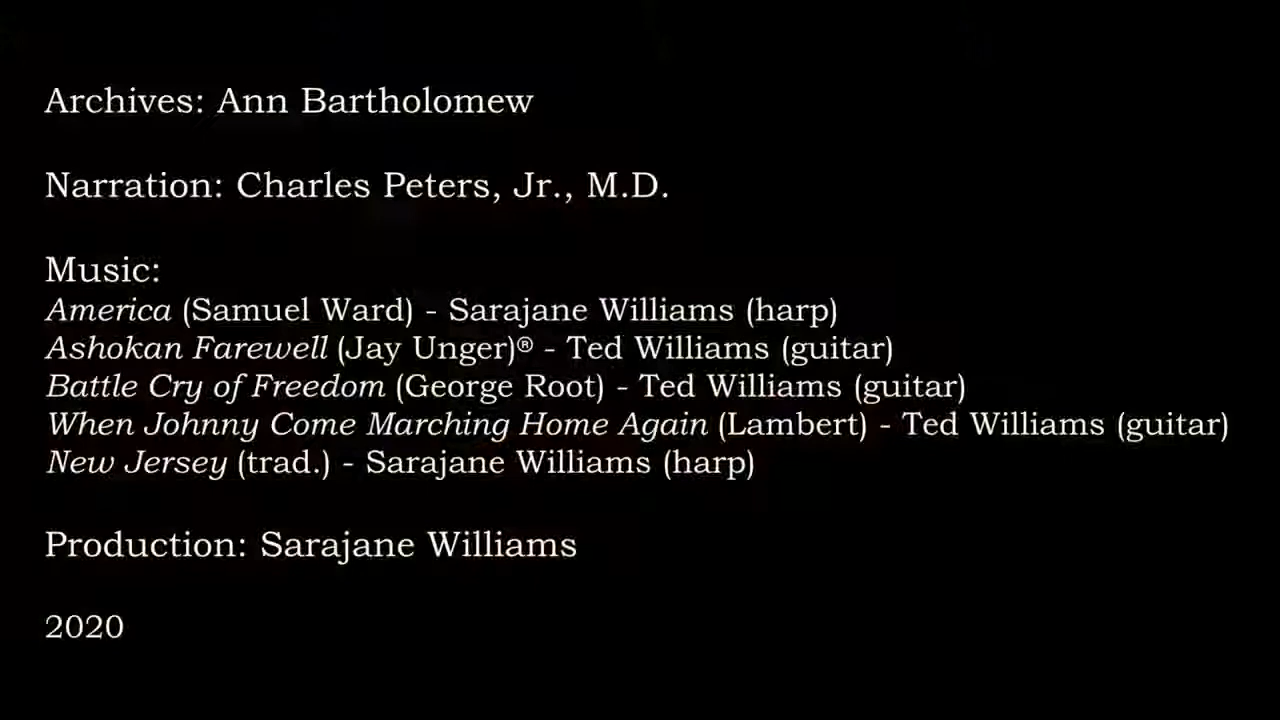 Archives: Ann Bartholomew
Narration: Charles Peters, Jr., M.D.
Music:
America (Samuel Ward) - Sarajane Williams (harp)
Ashokan Farewell (Jay Unger)® - Ted Williams (guitar)
Battle Cry of Freedom (George Root) - Ted Williams (guitar)
When Johnny Come Marching Home Again (Lambert) - Ted Williams (guitar)
New Jersey (trad.) - Sarajane Williams (harp)
Production: Sarajane Williams
2020